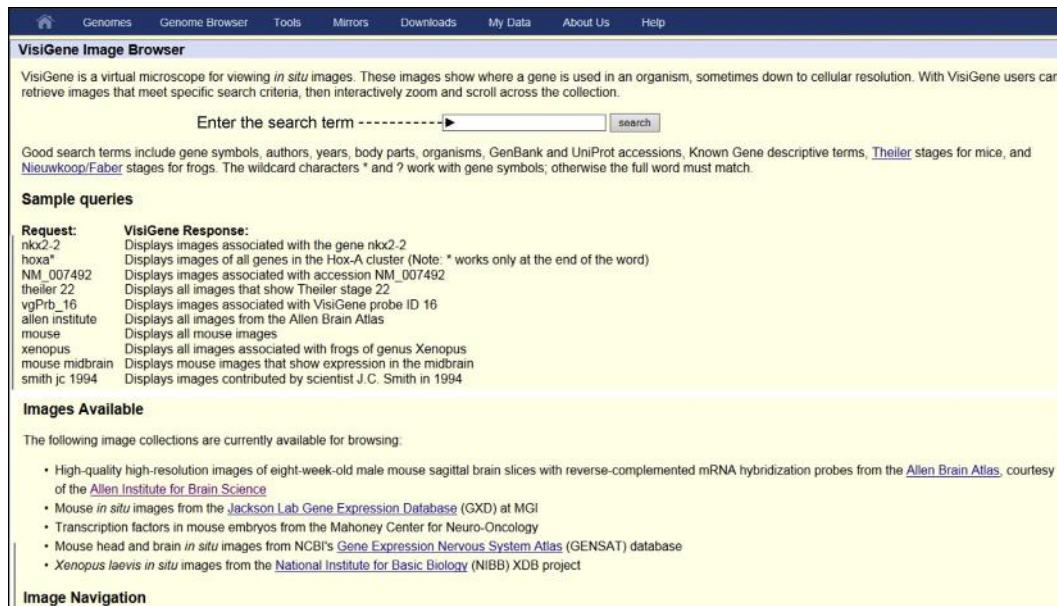 Genomes Genome Browser Tools Mirrors Downloads My Data About Us Help
VisiGene Image Browser
VisiGene is a virtual microscope for viewing in situ images. These images show where a gene is used in an organism, sometimes down to cellular resolution. With VisiGene users can
retrieve images that meet specific search criteria, then interactively zoom and scroll across the collection.
Enter the search term search
Good search terms include gene symbols, authors, years, body parts, organisms, GenBank and UniProt accessions, Known Gene descriptive terms, Theiler stages for mice, and
Nieuwkoop/Faber stages for frogs. The wildcard characters * and ? work with gene symbols; otherwise the full word must match.
Sample queries
Request: VisiGene Response:
nkx2-2 Displays images associated with the gene nkx2-2
hoxa* Displays images of all genes in the Hox-A cluster (Note: * works only at the end of the word)
NM_007492 Displays images associated with accession NM_007492
theiler 22 Displays all images that show Theiler stage 22
vgPrb_16 Displays images associated with VisiGene probe ID 16
allen institute Displays all images from the Allen Brain Atlas
mouse Displays all mouse images
xenopus Displays all images associated with frogs of genus Xenopus
mouse midbrain Displays mouse images that show expression in the midbrain
smith jc 1994 Displays images contributed by scientist J.C. Smith in 1994
Images Available
The following image collections are currently available for browsing:
• High-quality high-resolution images of eight-week-old male mouse sagittal brain slices with reverse-complemented mRNA hybridization probes from the Allen Brain Atlas, courtesy
of the Allen Institute for Brain Science
• Mouse in situ images from the Jackson Lab Gene Expression Database (GXD) at MGI
• Transcription factors in mouse embryos from the Mahoney Center for Neuro-Oncology
• Mouse head and brain in situ images from NCBI's Gene Expression Nervous System Atlas (GENSAT) database
• Xenopus laevis in situ images from the National Institute for Basic Biology (NIBB) XDB project
Image Navigation